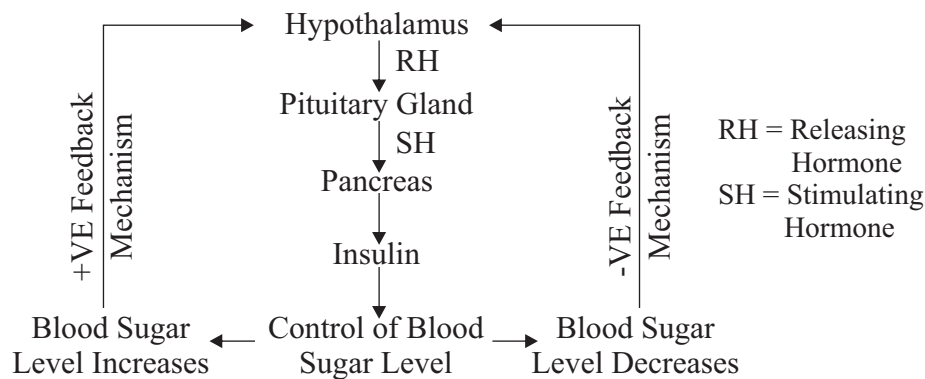 Hypothalamus
RH
Pituitary Gland
SH
Pancreas
Insulin
Control of Blood
Sugar Level
+VE Feedback
Mechanism
Blood Sugar
Level Increases
-VE Feedback
Mechanism
Blood Sugar
Level Decreases
RH = Releasing
Hormone
SH = Stimulating
Hormone